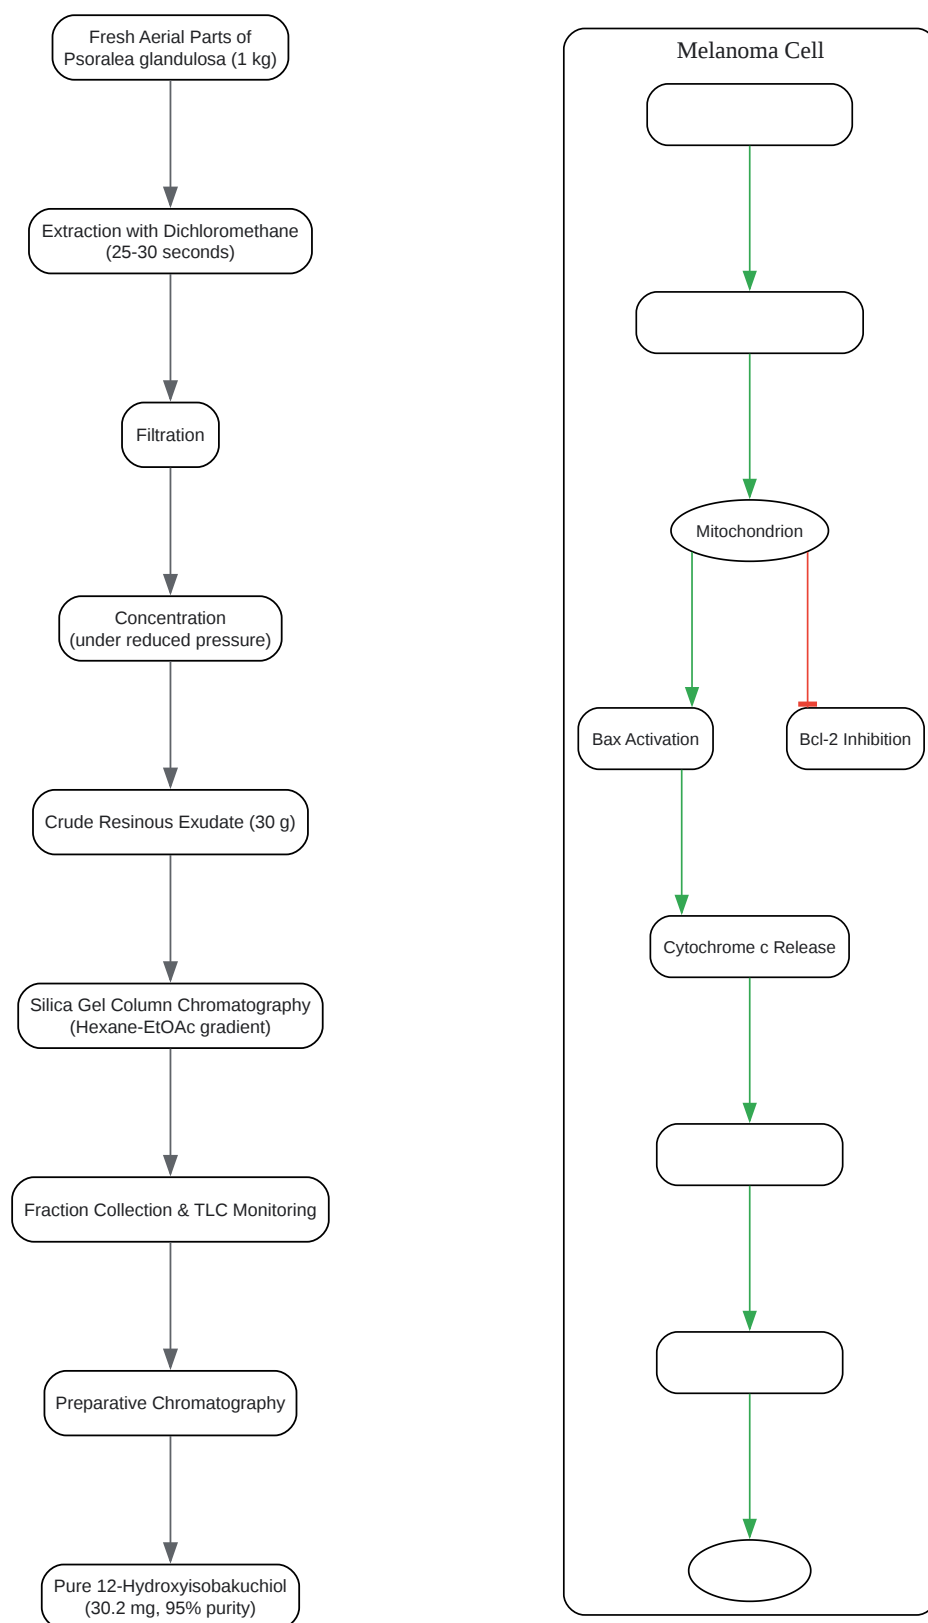 Fresh Aerial Parts of
Psoralea glandulosa (1 kg)
Extraction with Dichloromethane
(25-30 seconds)
Filtration
Concentration
(under reduced pressure)
Crude Resinous Exudate (30 g)
Silica Gel Column Chromatography
(Hexane-EtOAc gradient)
Fraction Collection & TLC Monitoring
Preparative Chromatography
Pure 12-Hydroxyisobakuchiol
(30.2 mg, 95% purity)
Melanoma Cell
Mitochondrion
Bax Activation
Bcl-2 Inhibition
Cytochrome c Release